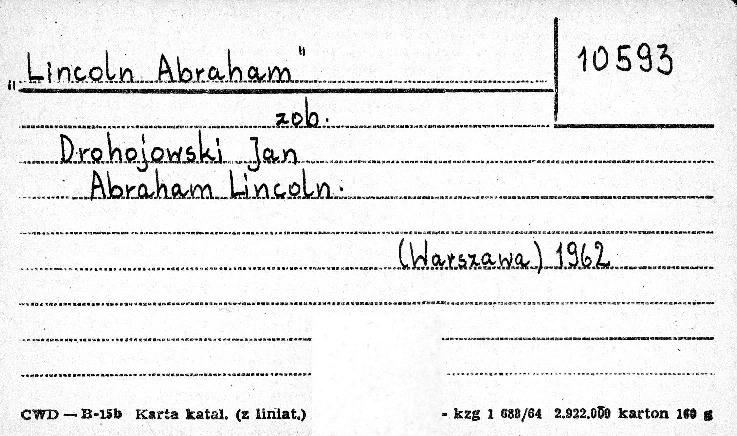 „Lincoln Abraham"
10593
zob.
Drohojowski Jan
Abraham Lincoln.
(Warszawa) 1962
CWD — B-15b Karta katal. (z liniat.)
- kzg 1 688/64 2.922.000 karton 160 g